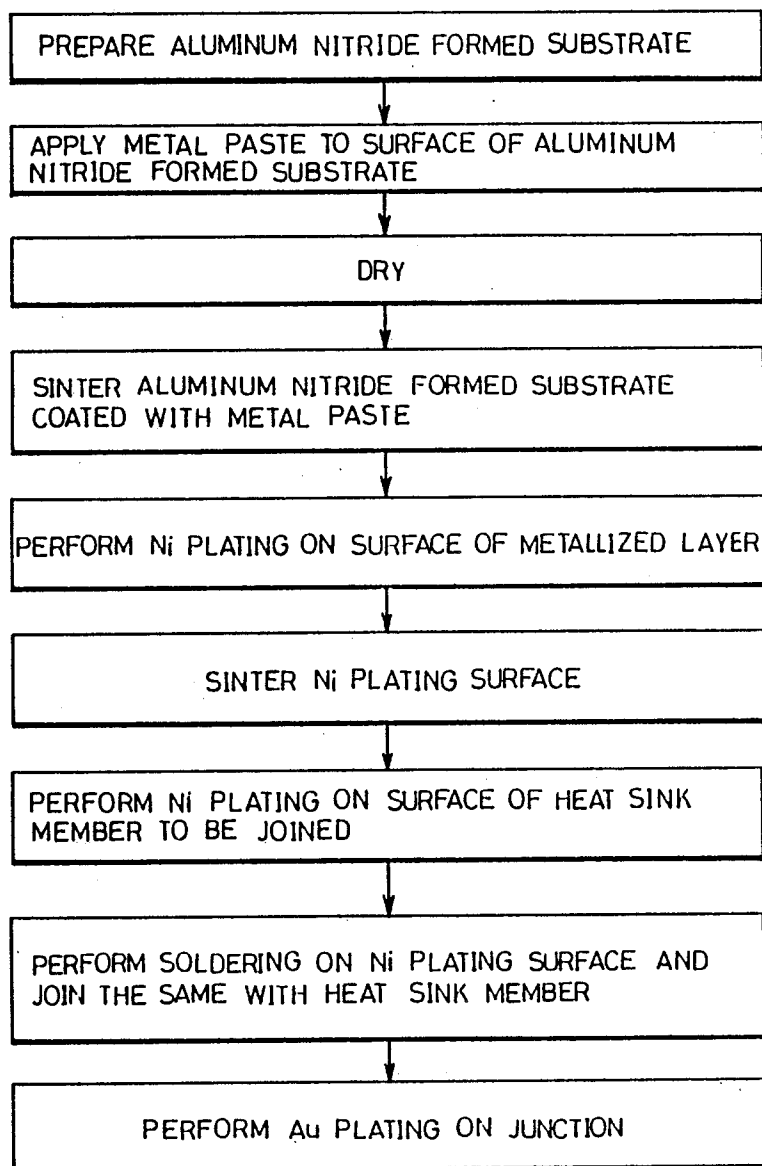 PREPARE ALUMINUM NITRIDE FORMED SUBSTRATE
APPLY METAL PASTE TO SURFACE OF ALUMINUM
NITRIDE FORMED SUBSTRATE
DRY
SINTER ALUMINUM NITRIDE FORMED SUBSTRATE
COATED WITH METAL PASTE
PERFORM Ni PLATING ON SURFACE OF METALLIZED LAYER
SINTER Ni PLATING SURFACE
PERFORM Ni PLATING ON SURFACE OF HEAT SINK
MEMBER TO BE JOINED
PERFORM SOLDERING ON Ni PLATING SURFACE AND
JOIN THE SAME WITH HEAT SINK MEMBER
PERFORM Au PLATING ON JUNCTION